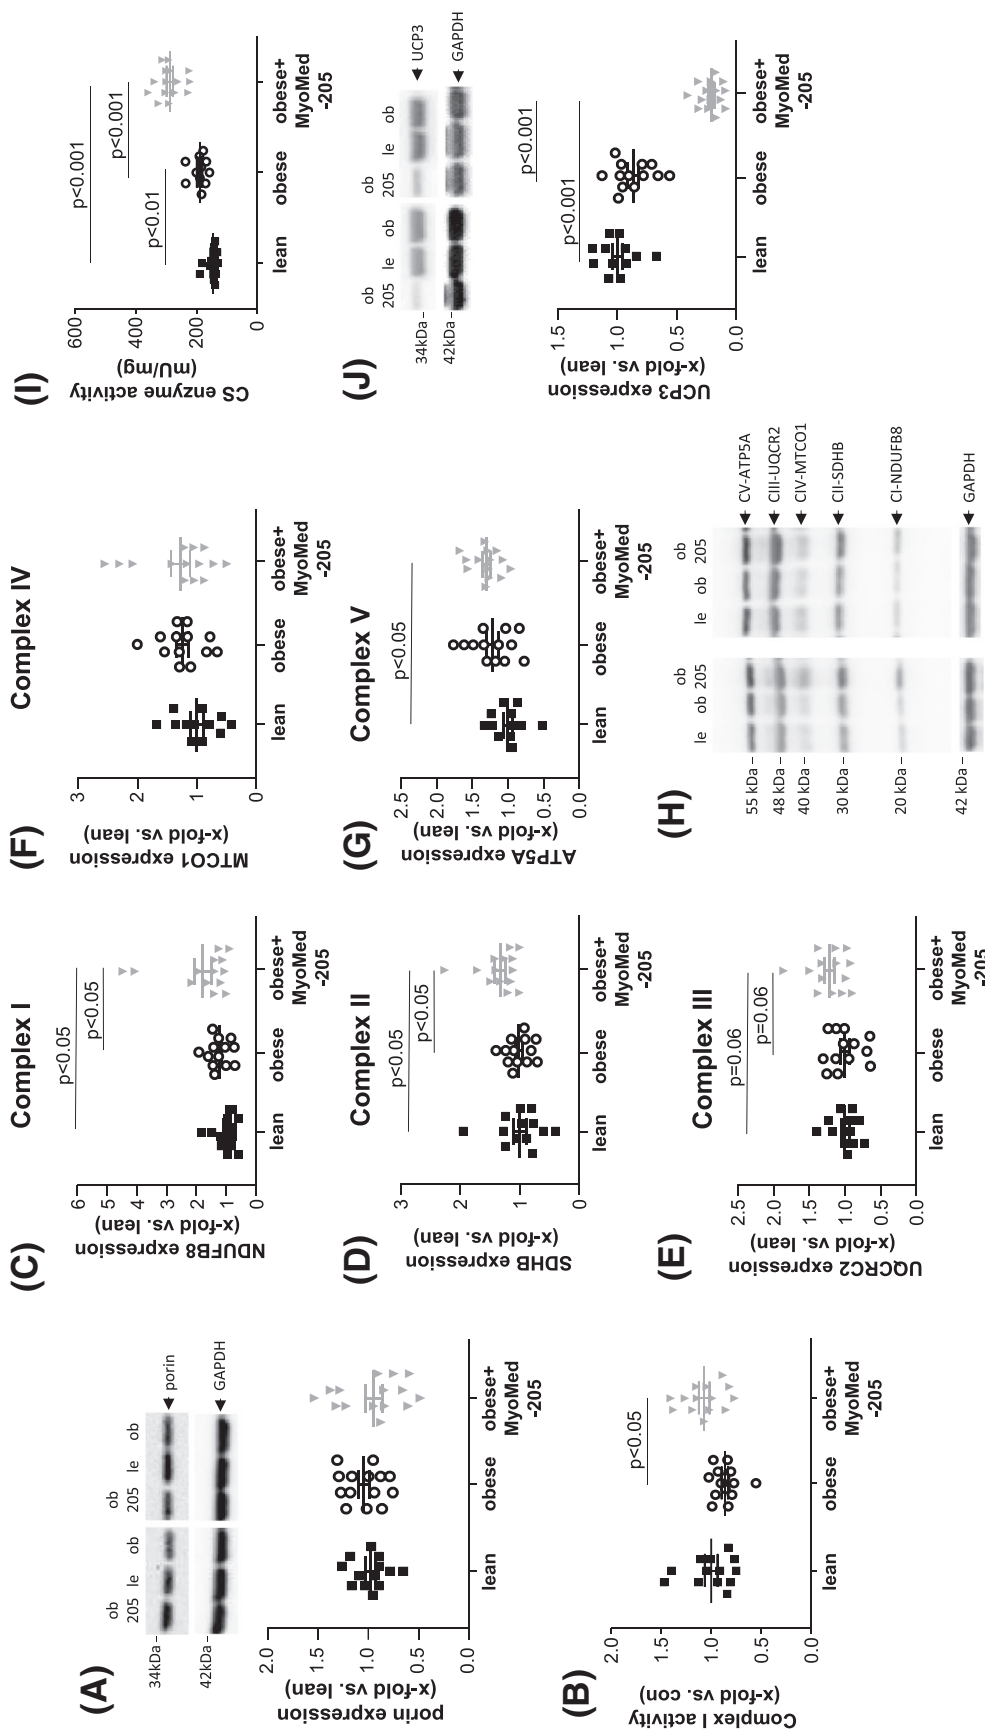 (A)
ob
205 le ob
ob
205 le ob
34kDa
porin
42kDa
GAPDH
porin expression
(x-fold vs. lean)
2.0
1.5
1.0
0.5
0.0
lean
obese
obese+
MyoMed
-205
(B)
Complex I activity
(x-fold vs. con)
2.0
1.5
1.0
0.5
0.0
p<0.05
lean
obese
obese+
MyoMed
-205
(C)
Complex I
NDUFB8 expression
(x-fold vs. lean)
6
5
4
3
2
1
0
p<0.05
p<0.05
lean
obese
obese+
MyoMed
-205
(D)
Complex II
SDHB expression
(x-fold vs. lean)
3
2
1
0
p<0.05
p<0.05
lean
obese
obese+
MyoMed
-205
(E)
Complex III
UQCRC2 expression
(x-fold vs. lean)
2.5
2.0
1.5
1.0
0.5
0.0
p=0.06
p=0.06
lean
obese
obese+
MyoMed
-205
(F)
Complex IV
MTCO1 expression
(x-fold vs. lean)
3
2
1
0
lean
obese
obese+
MyoMed
-205
(G)
Complex V
ATP5A expression
(x-fold vs. lean)
2.5
2.0
1.5
1.0
0.5
0.0
p<0.05
lean
obese
obese+
MyoMed
-205
(H)
ob
le ob 205
ob
le ob 205
55 kDa
CV-ATP5A
48 kDa
CIII-UQCR2
40 kDa
CIV-MTCO1
30 kDa
CII-SDHB
20 kDa
CI-NDUFB8
42 kDa
GAPDH
(I)
CS enzyme activity
(mU/mg)
600
400
200
0
p<0.001
p<0.001
p<0.01
lean
obese
obese+
MyoMed
-205
(J)
ob
205 le ob
ob
205 le ob
34kDa
UCP3
42kDa
GAPDH
UCP3 expression
(x-fold vs. lean)
1.5
1.0
0.5
0.0
p<0.001
p<0.001
lean
obese
obese+
MyoMed
-205